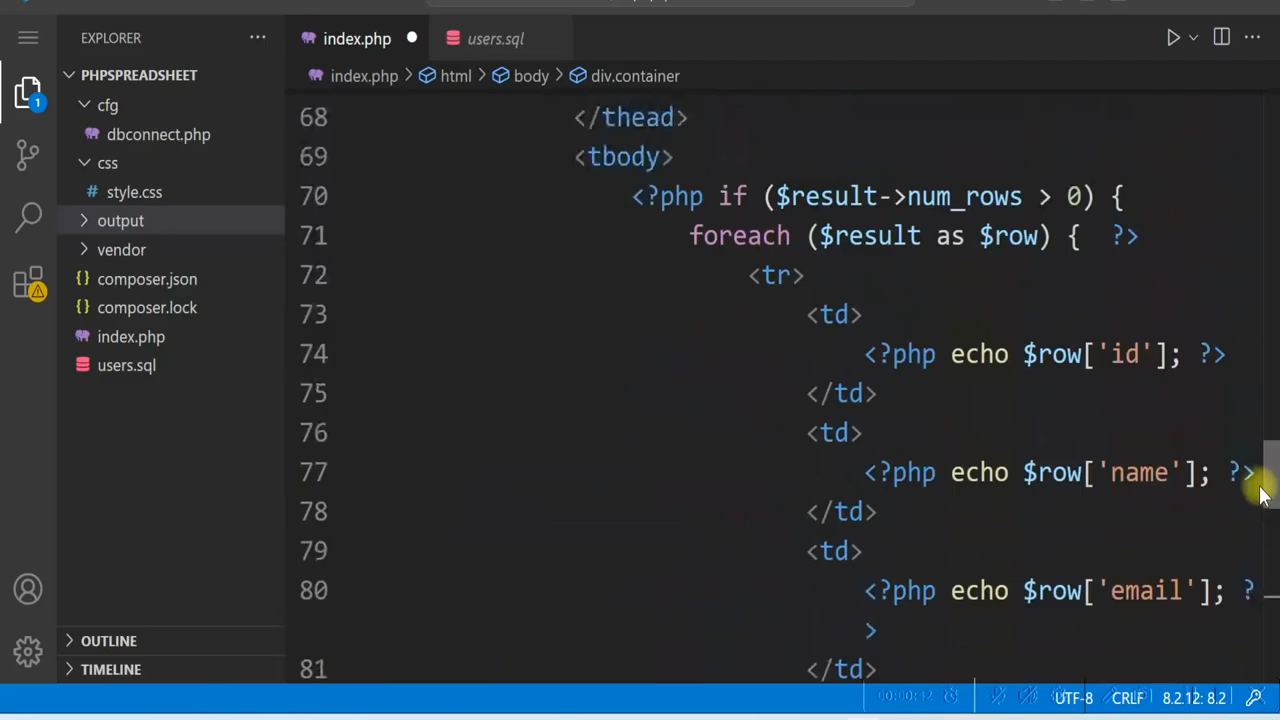 EXPLORER
index.php
users.sql
PHPSPREADSHEET
index.php > html > body > div.container
cfg
dbconnect.php
css
style.css
output
vendor
composer.json
composer.lock
index.php
users.sql
1
68 </thead>
69 <tbody>
70 <?php if ($result->num_rows > 0) {
71 foreach ($result as $row) { ?>
72 <tr>
73 <td>
74 <?php echo $row['id']; ?>
75 </td>
76 <td>
77 <?php echo $row['name']; ?>
78 </td>
79 <td>
80 <?php echo $row['email']; ?
>
81 </td>
OUTLINE
TIMELINE
00:00:42
UTF-8 CRLF 8.2.12: 8.2